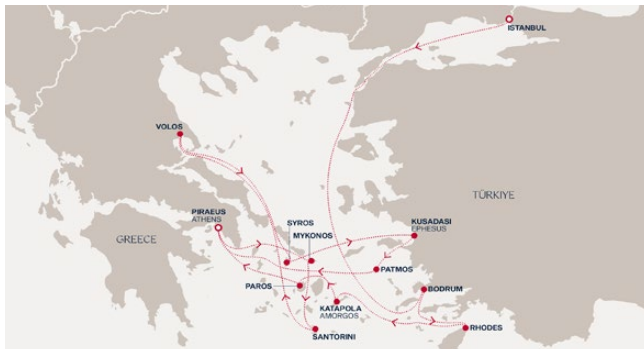 ISTANBUL
VOLOS
TÜRKIYE
PIRAEUS
ATHENS
SYROS
MYKONOS
KUSADASI
EPHESUS
GREECE
PATMOS
PAROS
BODRUM
KATAPOLA
AMORGOS
RHODES
SANTORINI